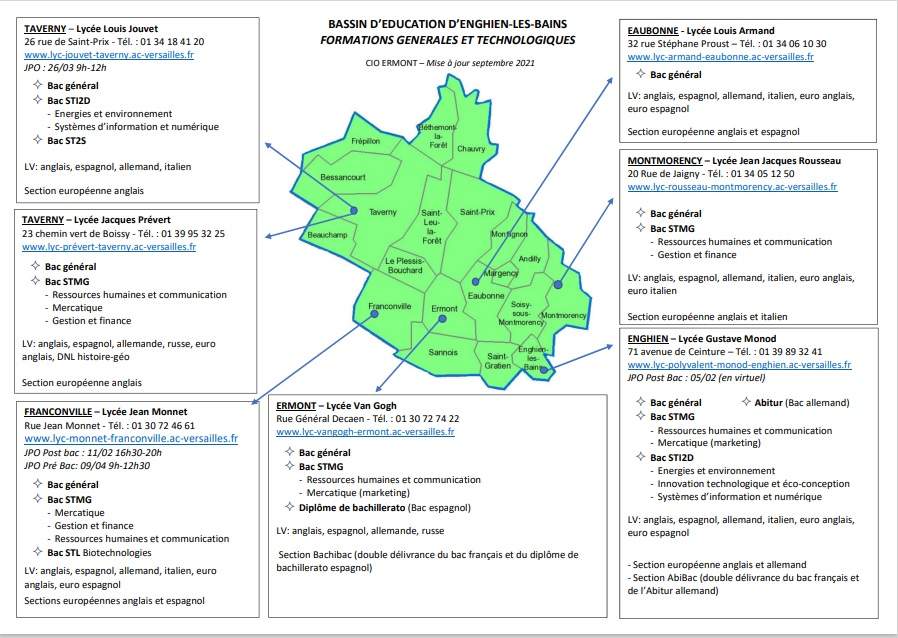 BASSIN D'EDUCATION D'ENGHIEN-LES-BAINS
FORMATIONS GENERALES ET TECHNOLOGIQUES
CIO ERMONT – Mise à jour septembre 2021
TAVERNY – Lycée Louis Jouvet
26 rue de Saint-Prix - Tél. : 01 34 18 41 20
www.lyc-jouvet-taverny.ac-versailles.fr
JPO : 26/03 9h-12h
Bac général
Bac STI2D
- Energies et environnement
- Systèmes d'information et numérique
Bac ST2S
LV: anglais, espagnol, allemand, italien
Section européenne anglais
TAVERNY – Lycée Jacques Prévert
23 chemin vert de Boissy - Tél. : 01 39 95 32 25
www.lyc-prévert-taverny.ac-versailles.fr
Bac général
Bac STMG
- Ressources humaines et communication
- Mercatique
- Gestion et finance
LV: anglais, espagnol, allemande, russe, euro
anglais, DNL histoire-géo
Section européenne anglais
FRANCONVILLE – Lycée Jean Monnet
Rue Jean Monnet - Tél. : 01 30 72 46 61
www.lyc-monnet-franconville.ac-versailles.fr
JPO Post bac : 11/02 16h30-20h
JPO Pré Bac: 09/04 9h-12h30
Bac général
Bac STMG
- Mercatique
- Gestion et finance
- Ressources humaines et communication
Bac STL Biotechnologies
LV: anglais, espagnol, allemand, italien, euro
anglais, euro espagnol
Sections européennes anglais et espagnol
Béthemont-
la-
Forêt
Chauvry
Frépillon
Bessancourt
Taverny
Saint-
Leu-
la-
Forêt
Saint-Prix
Beauchamp
Montlignon
Andilly
Le Plessis-
Bouchard
Margency
Eaubonne
Franconville
Ermont
Soisy-
sous-
Montmorency
Montmorency
Sannois
Saint-
Gratien
Enghien-
les-
Bains
ERMONT – Lycée Van Gogh
Rue Général Decaen - Tél. : 01 30 72 74 22
www.lyc-vangogh-ermont.ac-versailles.fr
Bac général
Bac STMG
- Ressources humaines et communication
- Mercatique (marketing)
Diplôme de bachillerato (Bac espagnol)
LV: anglais, espagnol, allemande, russe
Section Bachibac (double délivrance du bac français et du diplôme de
bachillerato espagnol)
EAUBONNE - Lycée Louis Armand
32 rue Stéphane Proust – Tél. : 01 34 06 10 30
www.lyc-armand-eaubonne.ac-versailles.fr
Bac général
LV: anglais, espagnol, allemand, italien, euro anglais,
euro espagnol
Section européenne anglais et espagnol
MONTMORENCY – Lycée Jean Jacques Rousseau
20 Rue de Jaigny - Tél. : 01 34 05 12 50
www.lyc-rousseau-montmorency.ac-versailles.fr
Bac général
Bac STMG
- Ressources humaines et communication
- Gestion et finance
LV: anglais, espagnol, allemand, italien, euro anglais,
euro italien
Section européenne anglais et italien
ENGHIEN – Lycée Gustave Monod
71 avenue de Ceinture – Tél. : 01 39 89 32 41
www.lyc-polyvalent-monod-enghien.ac-versailles.fr
JPO Post Bac : 05/02 (en virtuel)
Bac général Abitur (Bac allemand)
Bac STMG
- Ressources humaines et communication
- Mercatique (marketing)
Bac STI2D
- Energies et environnement
- Innovation technologique et éco-conception
- Systèmes d'information et numérique
LV: anglais, espagnol, allemand, italien, euro anglais,
euro espagnol
- Section européenne anglais et allemand
- Section AbiBac (double délivrance du bac français et
de l'Abitur allemand)